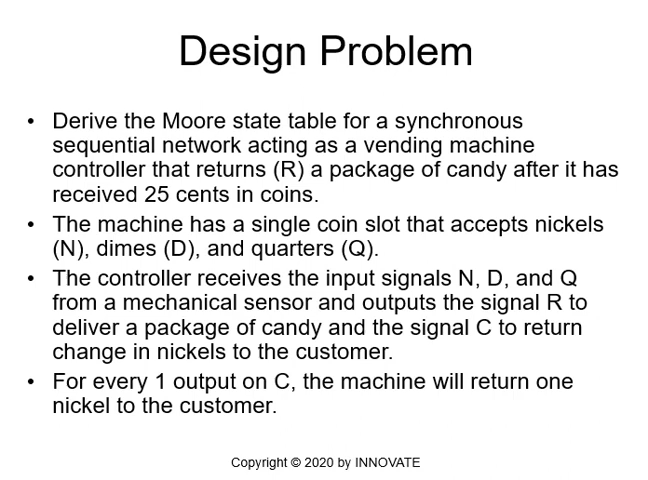 Design Problem
• Derive the Moore state table for a synchronous
sequential network acting as a vending machine
controller that returns (R) a package of candy after it has
received 25 cents in coins.
• The machine has a single coin slot that accepts nickels
(N), dimes (D), and quarters (Q).
• The controller receives the input signals N, D, and Q
from a mechanical sensor and outputs the signal R to
deliver a package of candy and the signal C to return
change in nickels to the customer.
• For every 1 output on C, the machine will return one
nickel to the customer.
Copyright © 2020 by INNOVATE